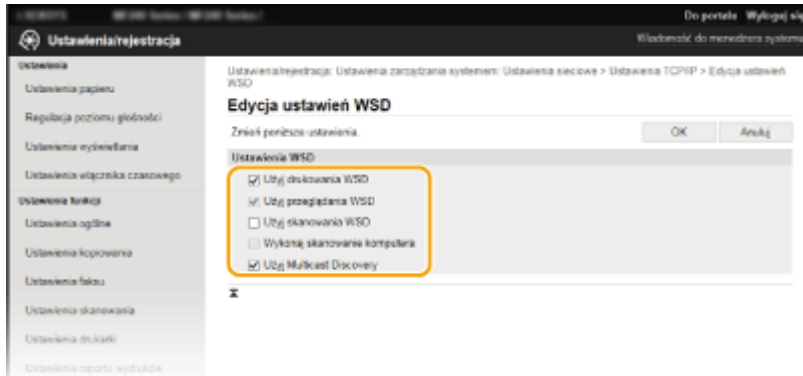 Do portalu Wyloguj się
Ustawienia/rejestracja
Wiadomość do menedżera systemu
Ustawienia
Ustawienia papieru
Regulacja poziomu głośności
Ustawienia wyświetlania
Ustawienia włącznika czasowego
Ustawienia funkcji
Ustawienia ogólne
Ustawienia kopiowania
Ustawienia faksu
Ustawienia skanowania
Ustawienia drukarki
Ustawienia raportu wydruków
Ustawienia/rejestracja: Ustawienia zarządzania systemem: Ustawienia sieciowe > Ustawienia TCP/IP > Edycja ustawień
WSD
Edycja ustawień WSD
Zmień poniższe ustawienia.
OK Anuluj
Ustawienia WSD
Użyj drukowania WSD
Użyj przeglądania WSD
Użyj skanowania WSD
Wykonaj skanowanie komputera
Użyj Multicast Discovery